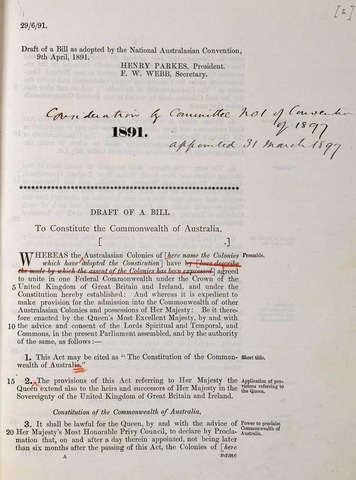 [2]
29/6/91.
Draft of a Bill as adopted by the National Australasian Convention,
9th April, 1891.
HENRY PARKES, President.
F. W. WEBB, Secretary.
Consideration by Committee No1 of Convention
of 1897
1891.
appointed 31 March 1897
DRAFT OF A BILL
To Constitute the Commonwealth of Australia.
[ .]
WHEREAS the Australasian Colonies of [here name the Colonies Preamble.
which have adopted the Constitution] have by [here describe
the mode by which the assent of the Colonies has been expressed] agreed
to unite in one Federal Commonwealth under the Crown of the
5 United Kingdom of Great Britain and Ireland, and under the
Constitution hereby established: And whereas it is expedient to
make provision for the admission into the Commonwealth of other
Australasian Colonies and possessions of Her Majesty: Be it there-
fore enacted by the Queen's Most Excellent Majesty, by and with
10 the advice and consent of the Lords Spiritual and Temporal, and
Commons, in the present Parliament assembled, and by the authority
of the same, as follows:—
1. This Act may be cited as "The Constitution of the Common- Short title.
wealth of Australia."
15 2. The provisions of this Act referring to Her Majesty the Application of pro-
Queen extend also to the heirs and successors of Her Majesty in the visions referring to
Sovereignty of the United Kingdom of Great Britain and Ireland. the Queen.
Constitution of the Commonwealth of Australia.
3. It shall be lawful for the Queen, by and with the advice of Power to proclaim
20 Her Majesty's Most Honorable Privy Council, to declare by Procla- Commonwealth of
mation that, on and after a day therein appointed, not being later Australia.
than six months after the passing of this Act, the Colonies of [here
A name